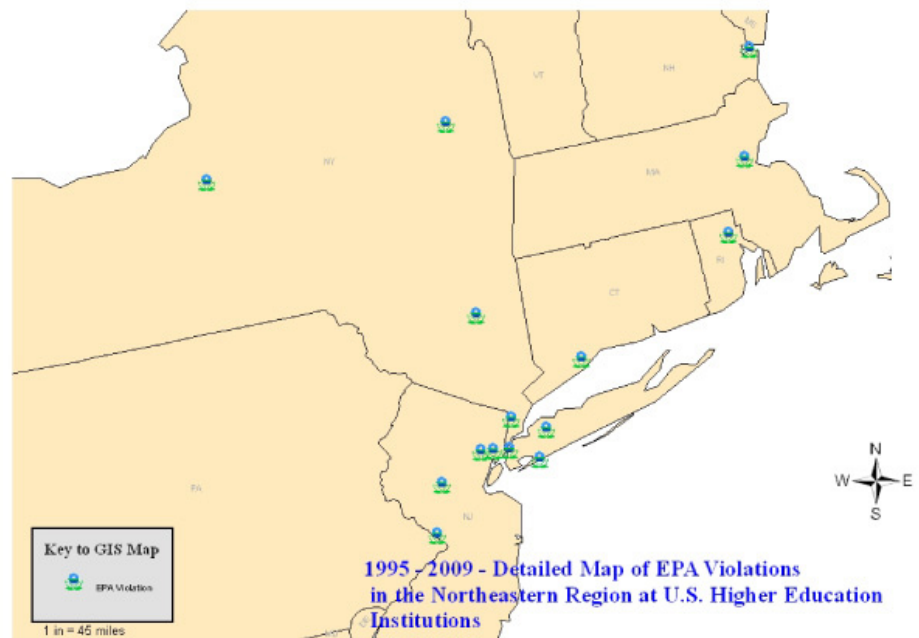 ME
VT
NH
NY
MA
RI
CT
PA
NJ
N
W E
S
Key to GIS Map
EPA Violation
1 in = 45 miles
1995 - 2009 - Detailed Map of EPA Violations
in the Northeastern Region at U.S. Higher Education
Institutions